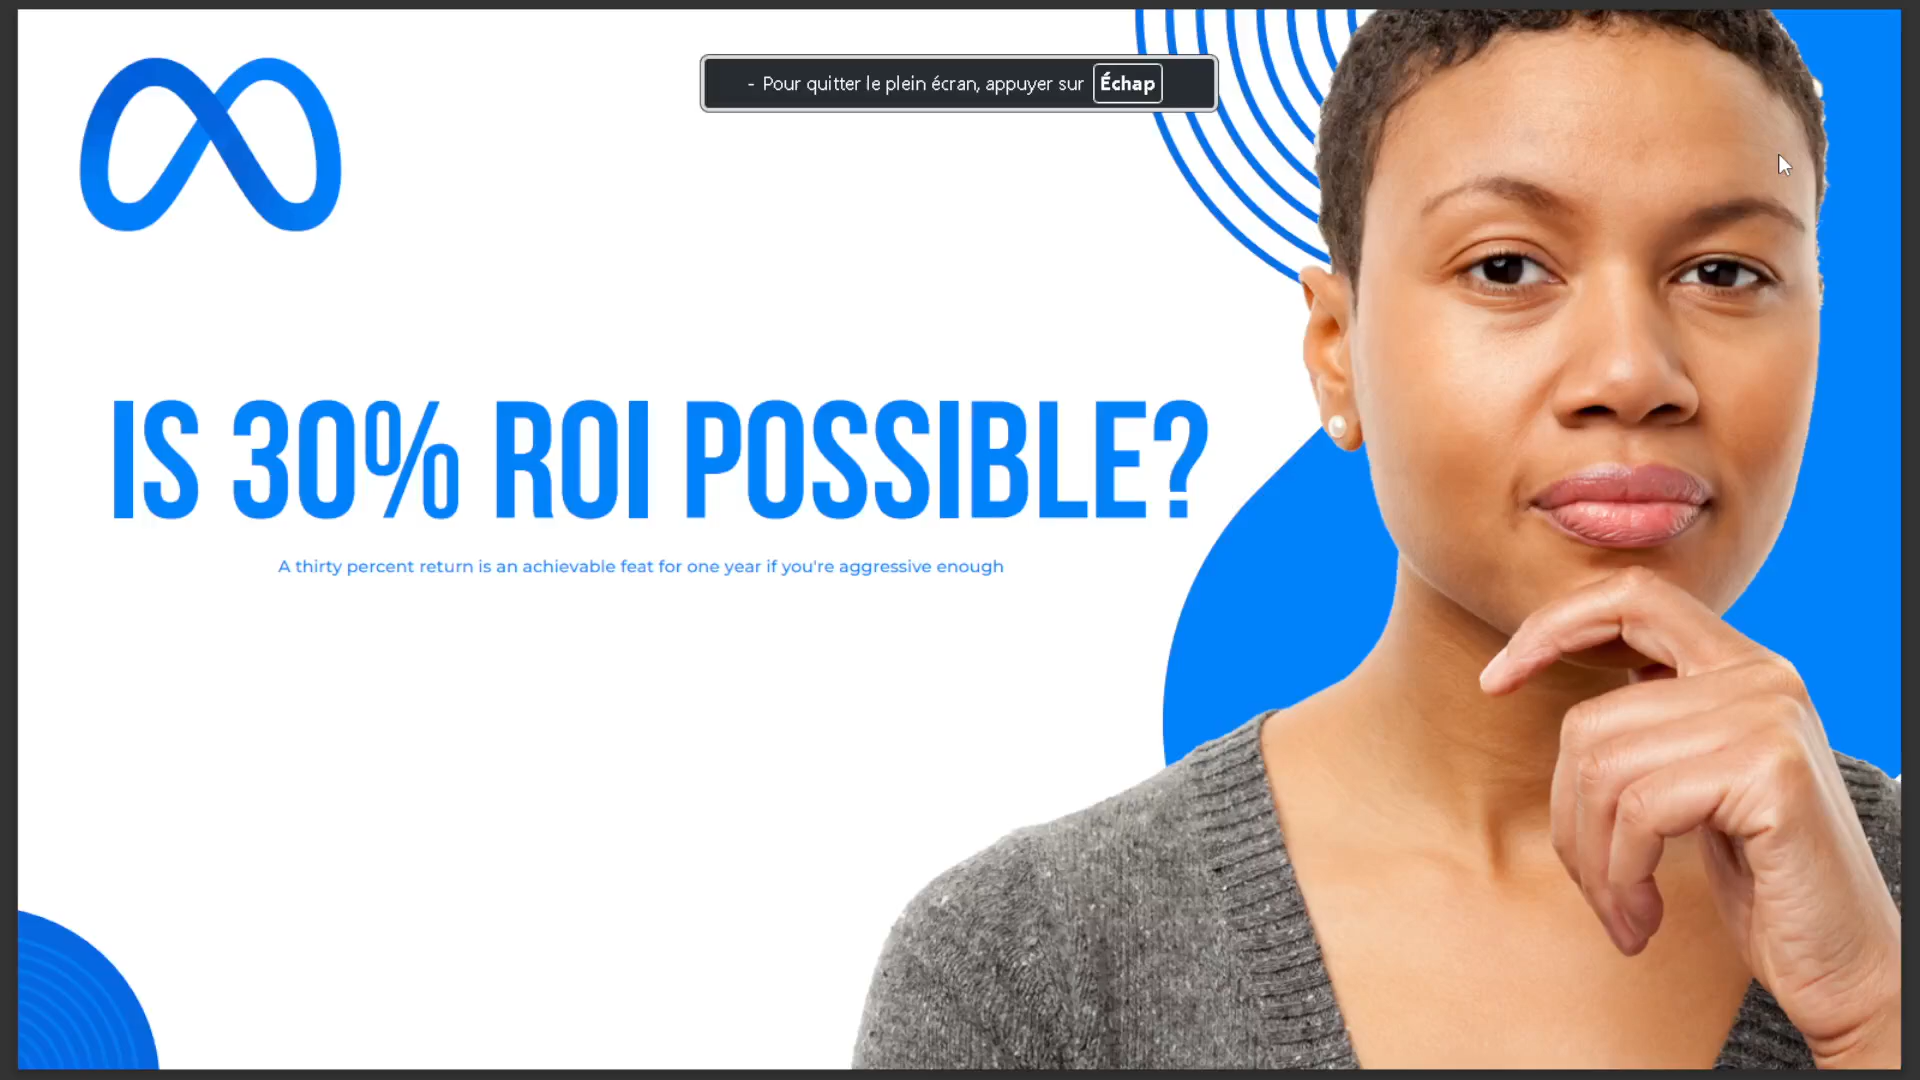 - Pour quitter le plein écran, appuyer sur Échap
IS 30% ROI POSSIBLE?
A thirty percent return is an achievable feat for one year if you're aggressive enough